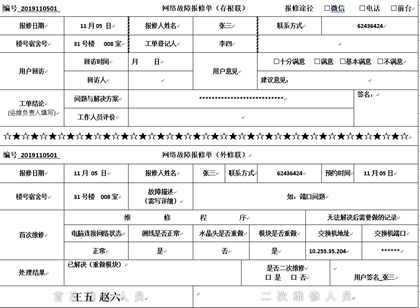 编号 2019110501 网络故障报修单（存根联） 报修途径 □微信 □电话 □前台
报修日期 11 月 05 日 报修人姓名 张三 联系方式 62436424
楼号宿舍号 31 号楼 008 室 工单登记人 李四
用户回访 回访时间 月 日 用户意见 □十分满意 □满意 □基本满意 □不满意
回访人 建议意见：
工单结论 (运维负责人填写) 问题与解决方案 *************************** 签名：
工作人员评价
☆☆☆☆☆☆☆☆☆☆☆☆☆☆☆☆☆☆☆☆☆☆☆☆☆☆☆☆☆☆☆☆☆☆☆☆☆☆
编号 2019110501 网络故障报修单（外修联）
报修日期 11 月 05 日 报修人姓名 张三 联系方式 62436424 预约时间 11 月 05 日
楼号宿舍号 31 号楼 008 室 故障描述 (需写详细) 如：端口问题
首次维修 维 修 程 序 无法解决后需要做的记录
电脑连接网络状态 测线是否正常 水晶头是否重做 模块是否重做 交换机地址 交换机端口
正常 是 否 是 10.255.35.204 ******
处理结果 已解决（重做模块） 是否二次维修 □ 是 □ 否 用户签名_张三
王五 赵六 二 次 维 修 人 员